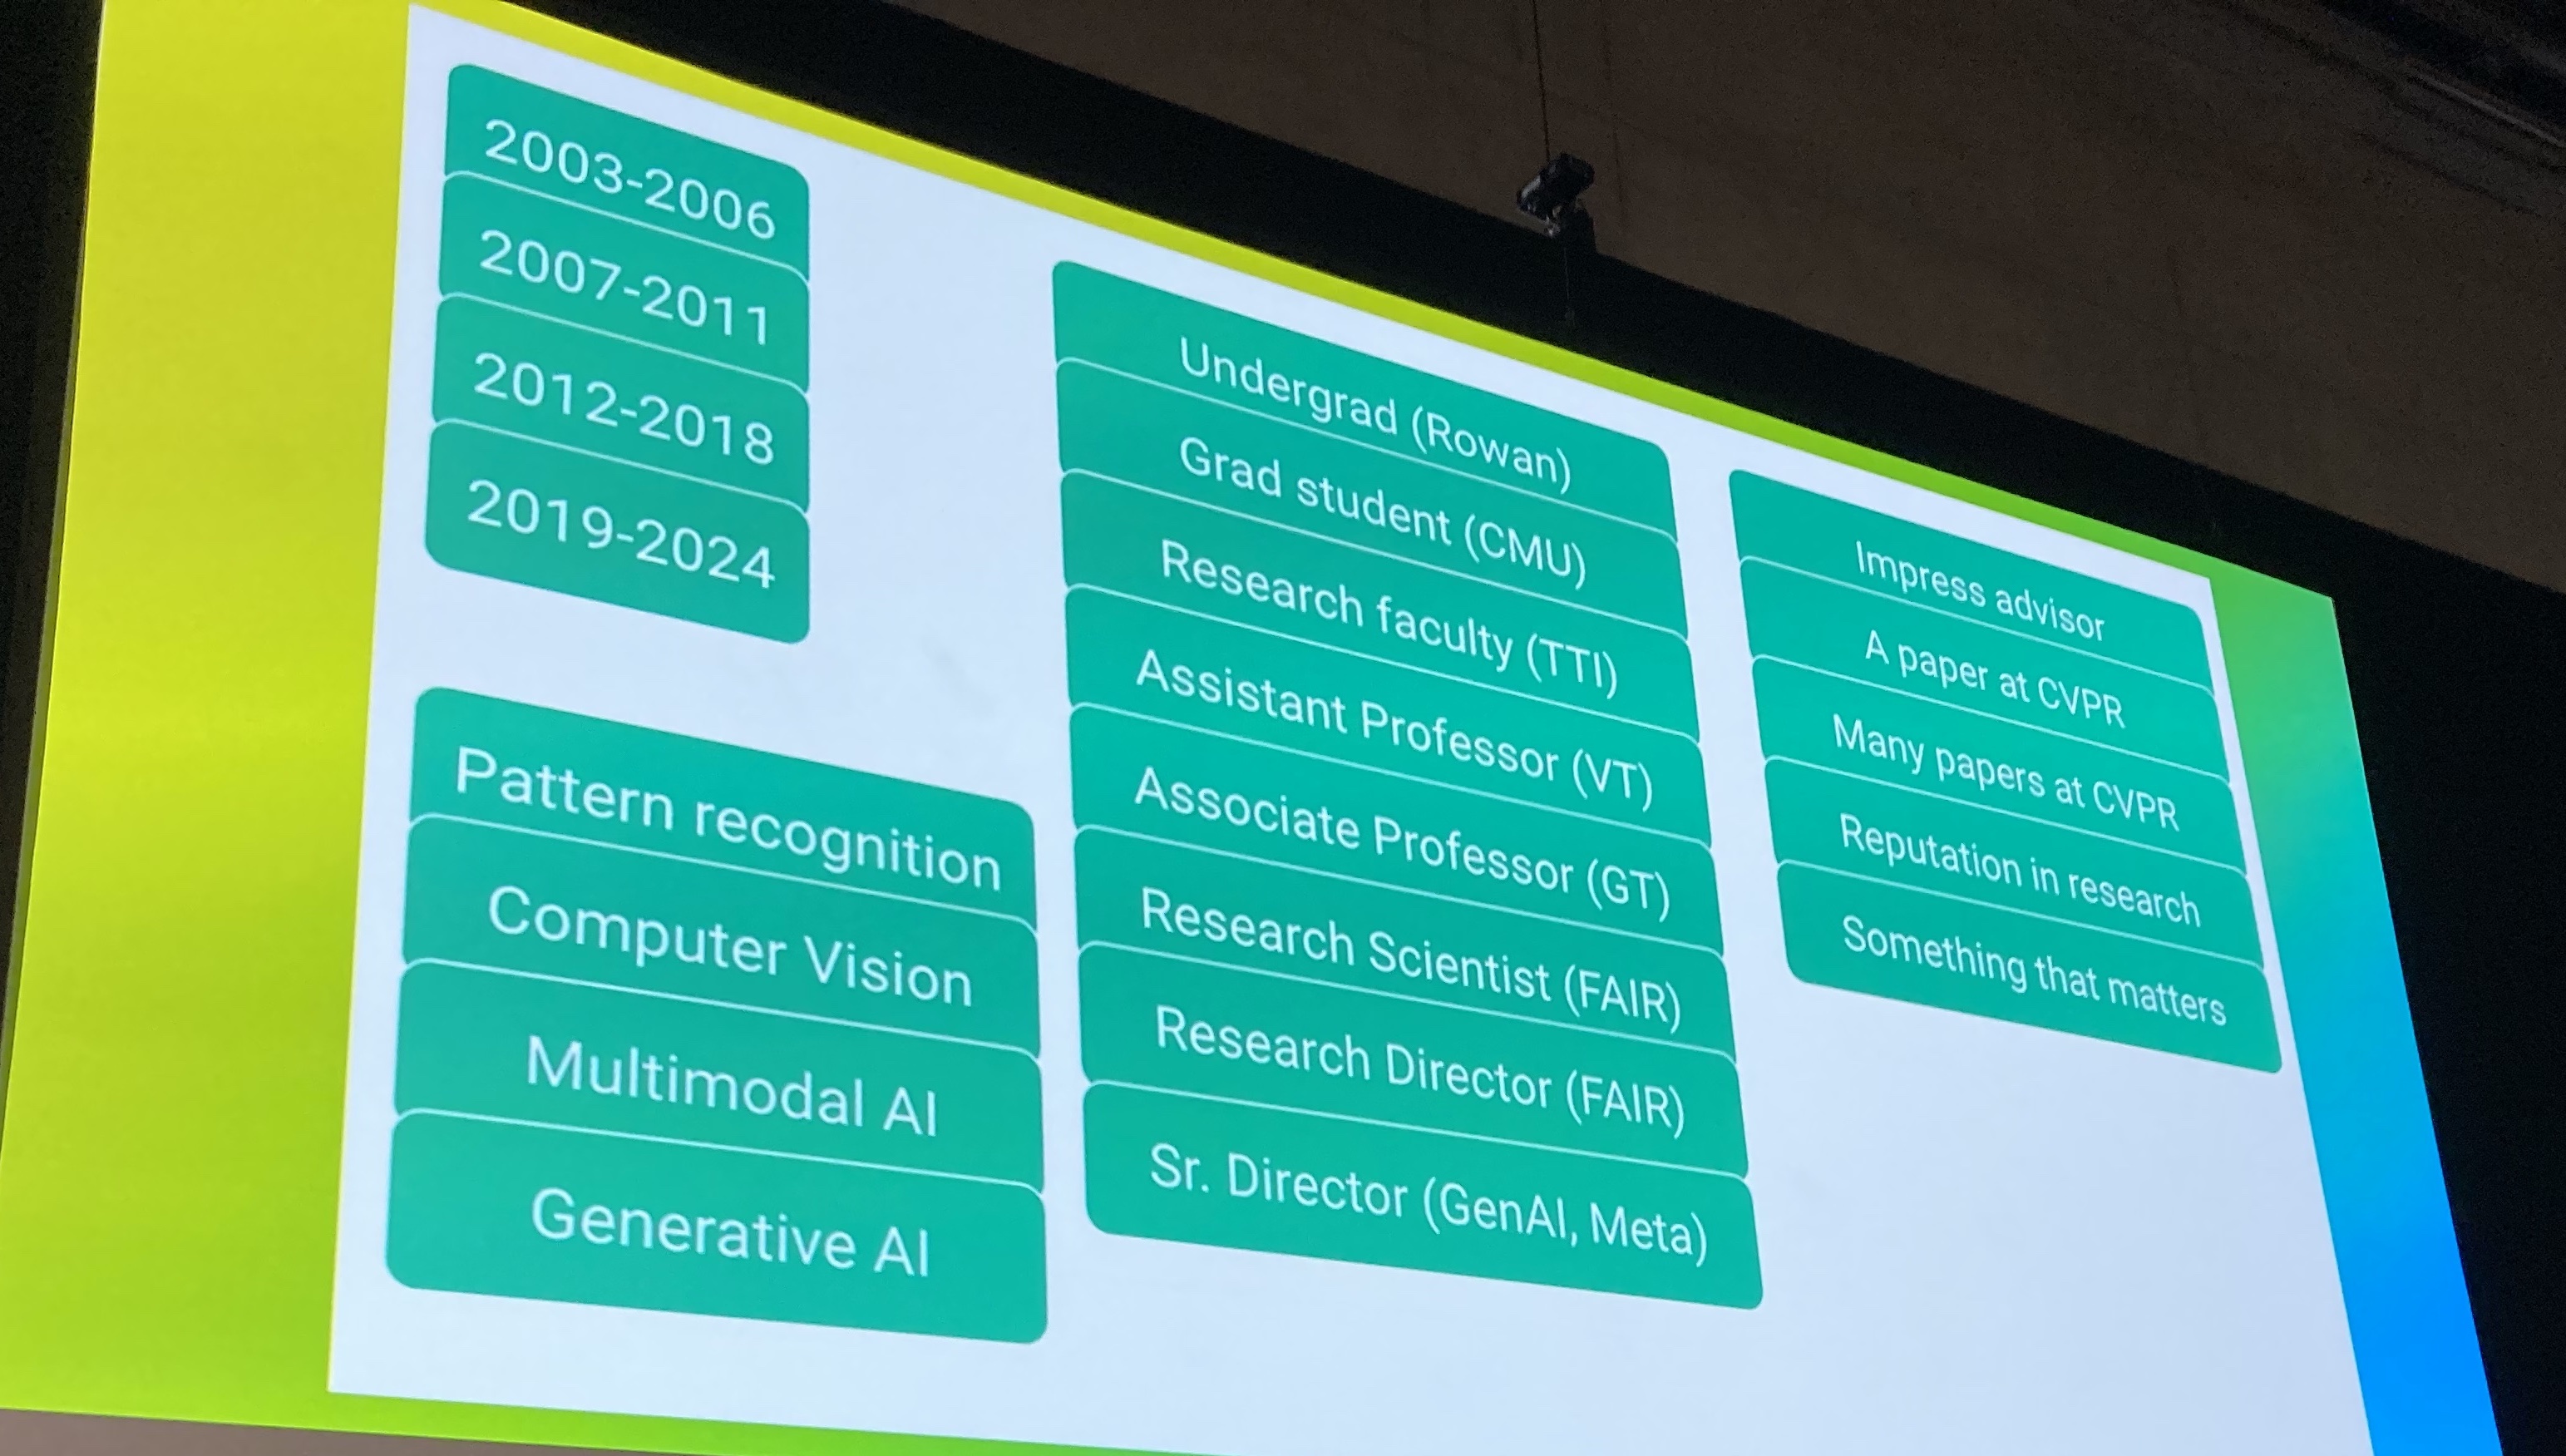 2003-2006
2007-2011
2012-2018
2019-2024
Pattern recognition
Computer Vision
Multimodal AI
Generative AI
Undergrad (Rowan)
Grad student (CMU)
Research faculty (TTI)
Assistant Professor (VT)
Associate Professor (GT)
Research Scientist (FAIR)
Research Director (FAIR)
Sr. Director (GenAI, Meta)
Impress advisor
A paper at CVPR
Many papers at CVPR
Reputation in research
Something that matters